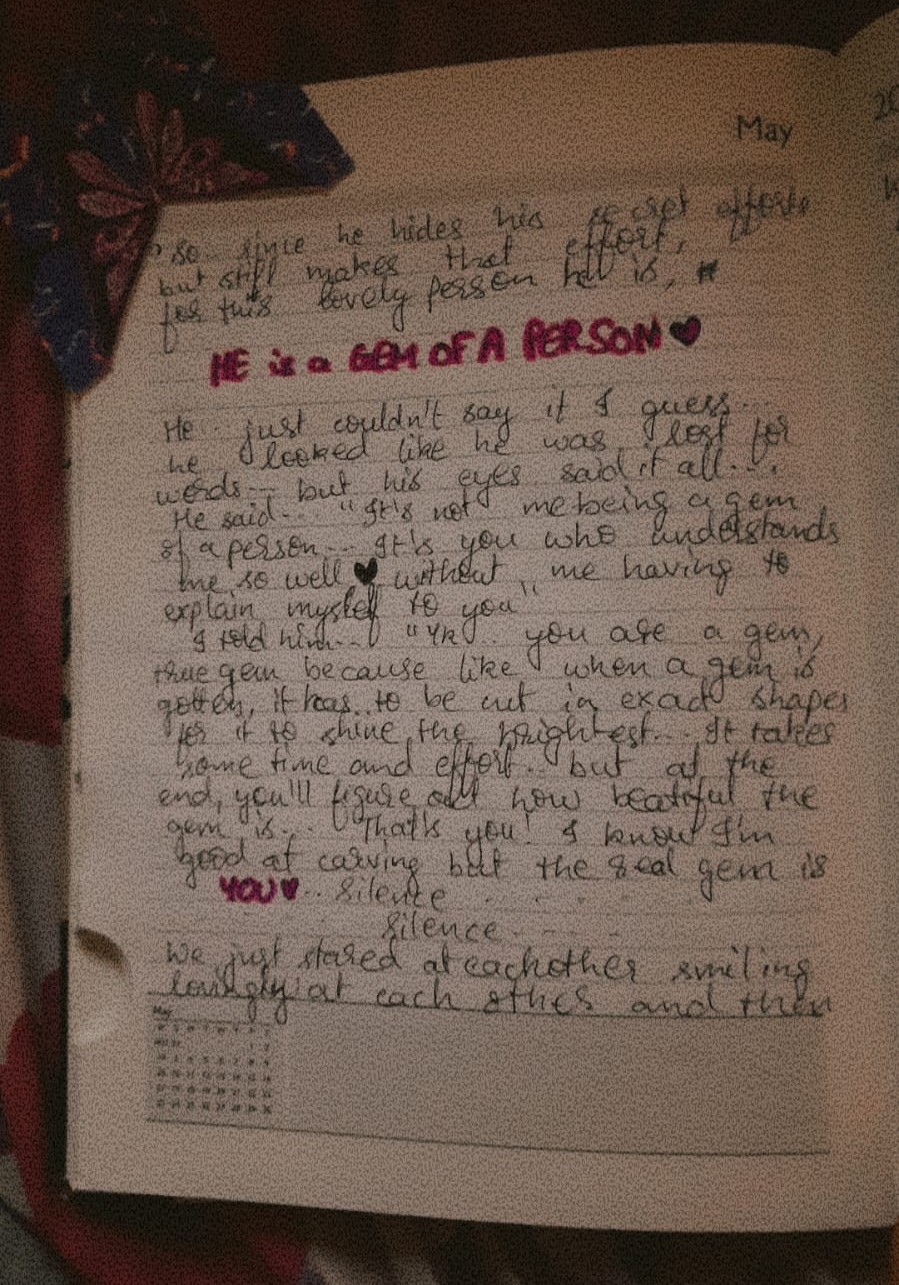 May
so since he hides his secret efforts
but still makes that effort,
for this lovely person he is,
HE is a GEM OF A PERSON♥
He just couldn't say it I guess...
he looked like he was lost for
words... but his eyes said it all....
He said... "It's not me being a gem
of a person... It's you who understands
me so well ♥ without me having to
explain myself to you"
I told him... "Yk.. you are a gem,
true gem because like when a gem is
gotten, it has to be cut in exact shapes
for it to shine the brightest... It takes
some time and effort.. but at the
end, you'll figure out how beatiful the
gem is... That's you! I know I'm
good at carving but the real gem is
YOU♥.. Silence ....
Silence ....
We just stared at eachother smiling
lovingly at each other and then
May